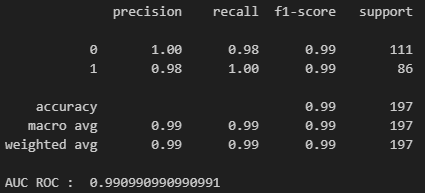 precision recall f1-score support
0 1.00 0.98 0.99 111
1 0.98 1.00 0.99 86
accuracy 0.99 197
macro avg 0.99 0.99 0.99 197
weighted avg 0.99 0.99 0.99 197
AUC ROC : 0.990990990990991